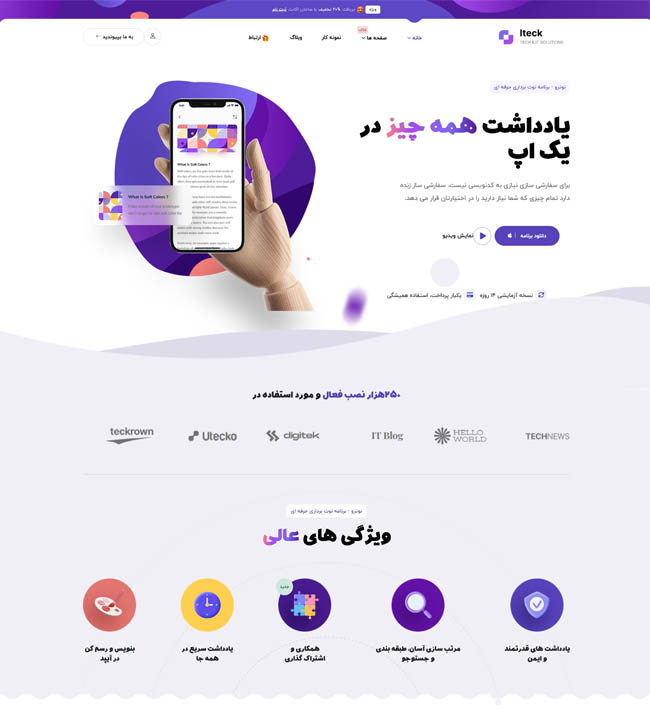 ویژه
دریافت ۲۰% تخفیف با ساختن اکانت ثبت نام
Iteck
TECH & IT SOLUTIONS
خانه
صفحه ها
نمونه کار
وبلاگ
ارتباط
به ما بپیوندید
نوترو - برنامه نوت برداری حرفه ای
یادداشت همه چیز در
یک اپ
برای سفارشی سازی نیازی به کدنویسی نیست. سفارشی ساز زنده
دارد تمام چیزی که شما نیاز دارید را در اختیارتان قرار می دهد.
دانلود برنامه
نمایش ویدیو
نسخه آزمایشی ۱۴ روزه
یکبار پرداخت، استفاده همیشگی
What is Soft Colors ?
What is Soft Colors ?
۲۵۰هزار نصب فعال و مورد استفاده در
TECHNEWS
HELLO
WORLD
IT Blog
digitek
Utecko
teckrown
نوترو - برنامه نوت برداری حرفه ای
ویژگی های عالی
جدید
یادداشت های قدرتمند
و ایمن
مرتب سازی آسان، طبقه بندی
و جستوجو
همکاری و
اشتراک گذاری
یادداشت سریع در
همه جا
بنویس و رسم کن
در آیپد